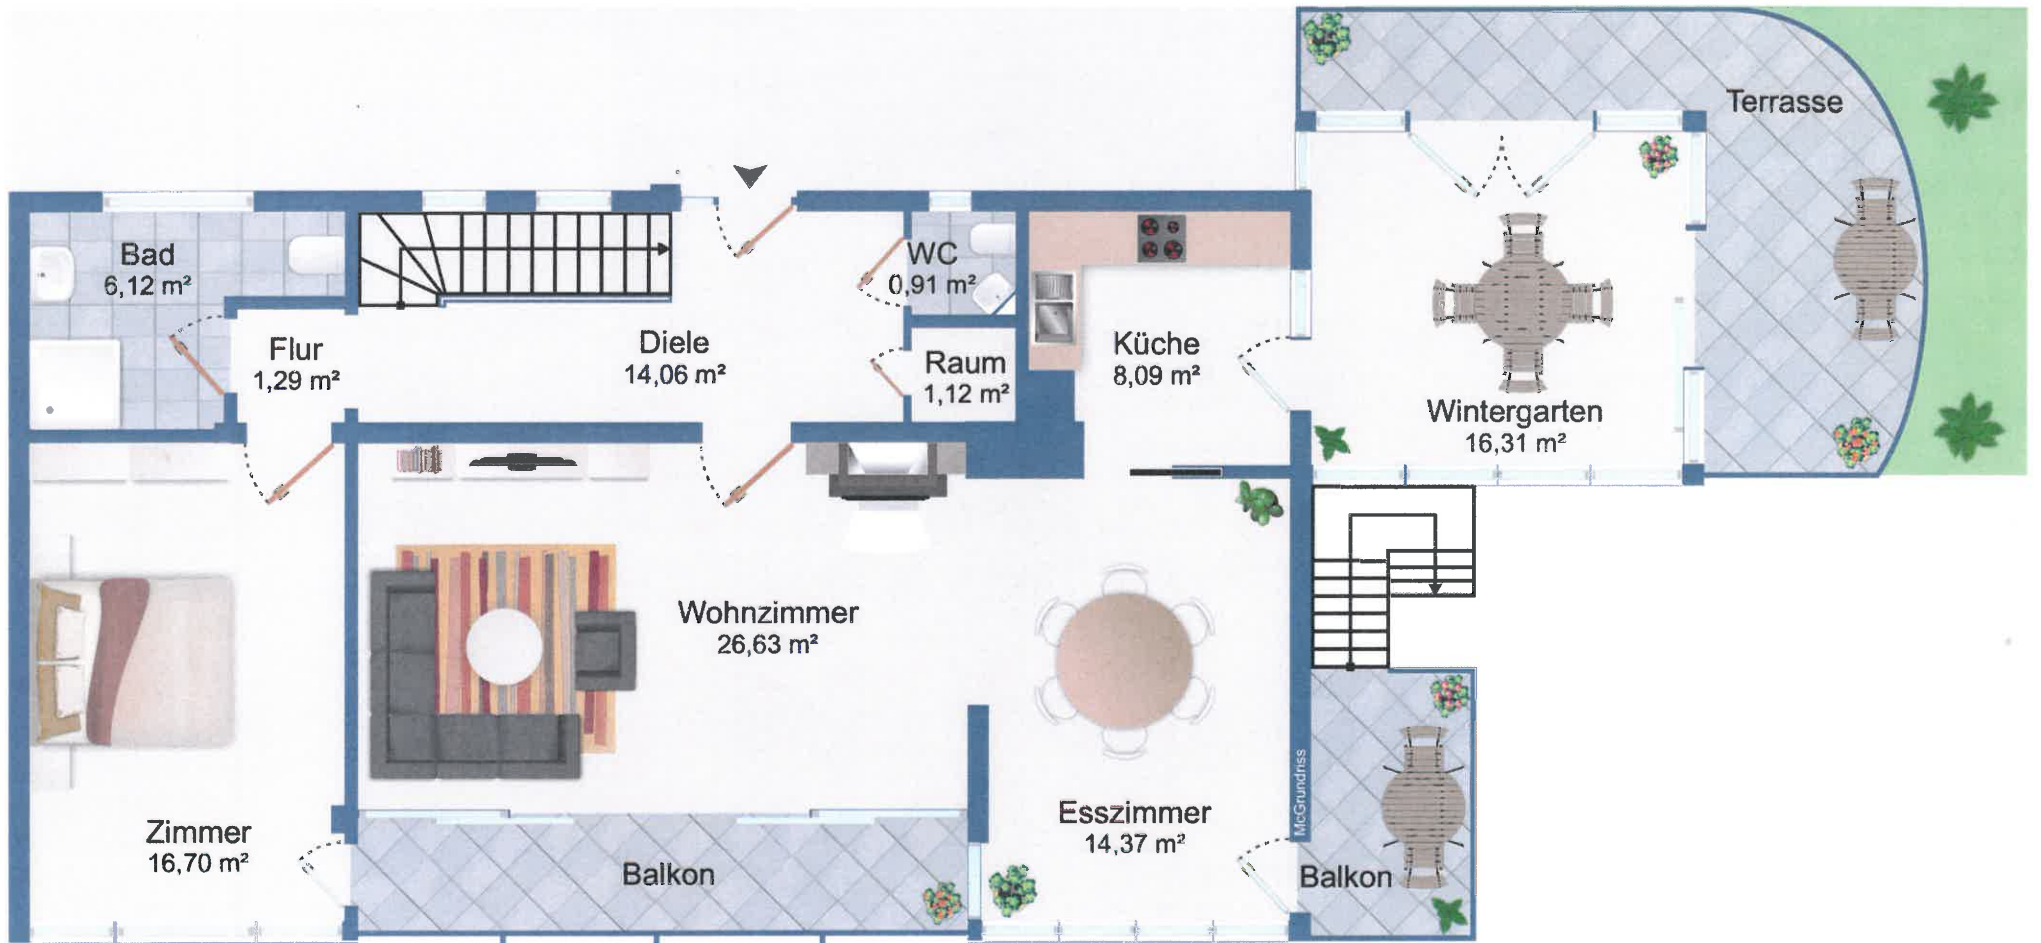 Terrasse
Bad
6,12 m²
WC
0,91 m²
Flur
1,29 m²
Diele
14,06 m²
Raum
1,12 m²
Küche
8,09 m²
Wintergarten
16,31 m²
Wohnzimmer
26,63 m²
Zimmer
16,70 m²
Esszimmer
14,37 m²
McGrundriss
Balkon
Balkon